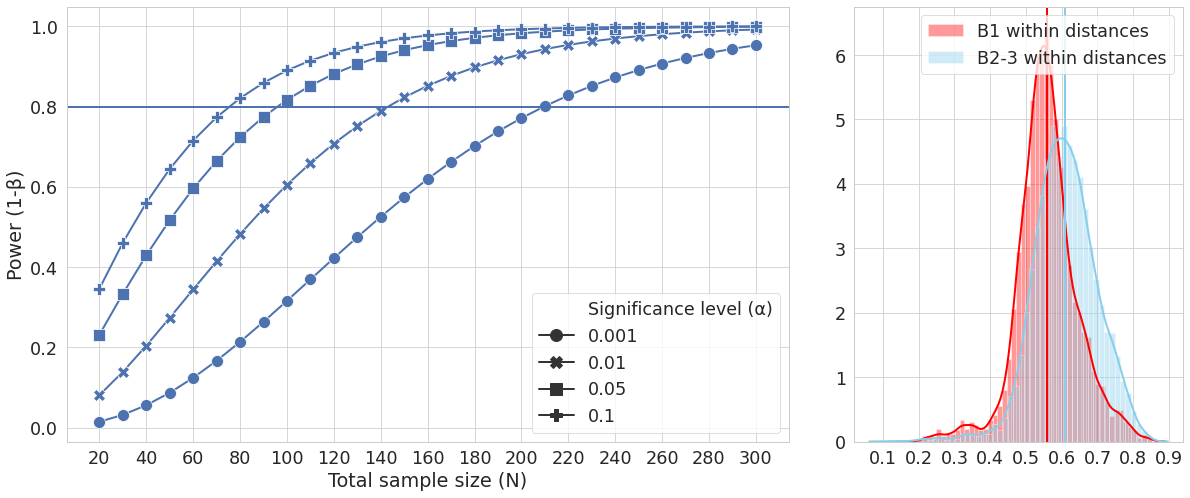 1.0
0.8
0.6
0.4
0.2
0.0
Power (1-β)
20 40 60 80 100 120 140 160 180 200 220 240 260 280 300
Total sample size (N)
Significance level (α)
0.001
0.01
0.05
0.1
B1 within distances
B2-3 within distances
6
5
4
3
2
1
0
0.1 0.2 0.3 0.4 0.5 0.6 0.7 0.8 0.9